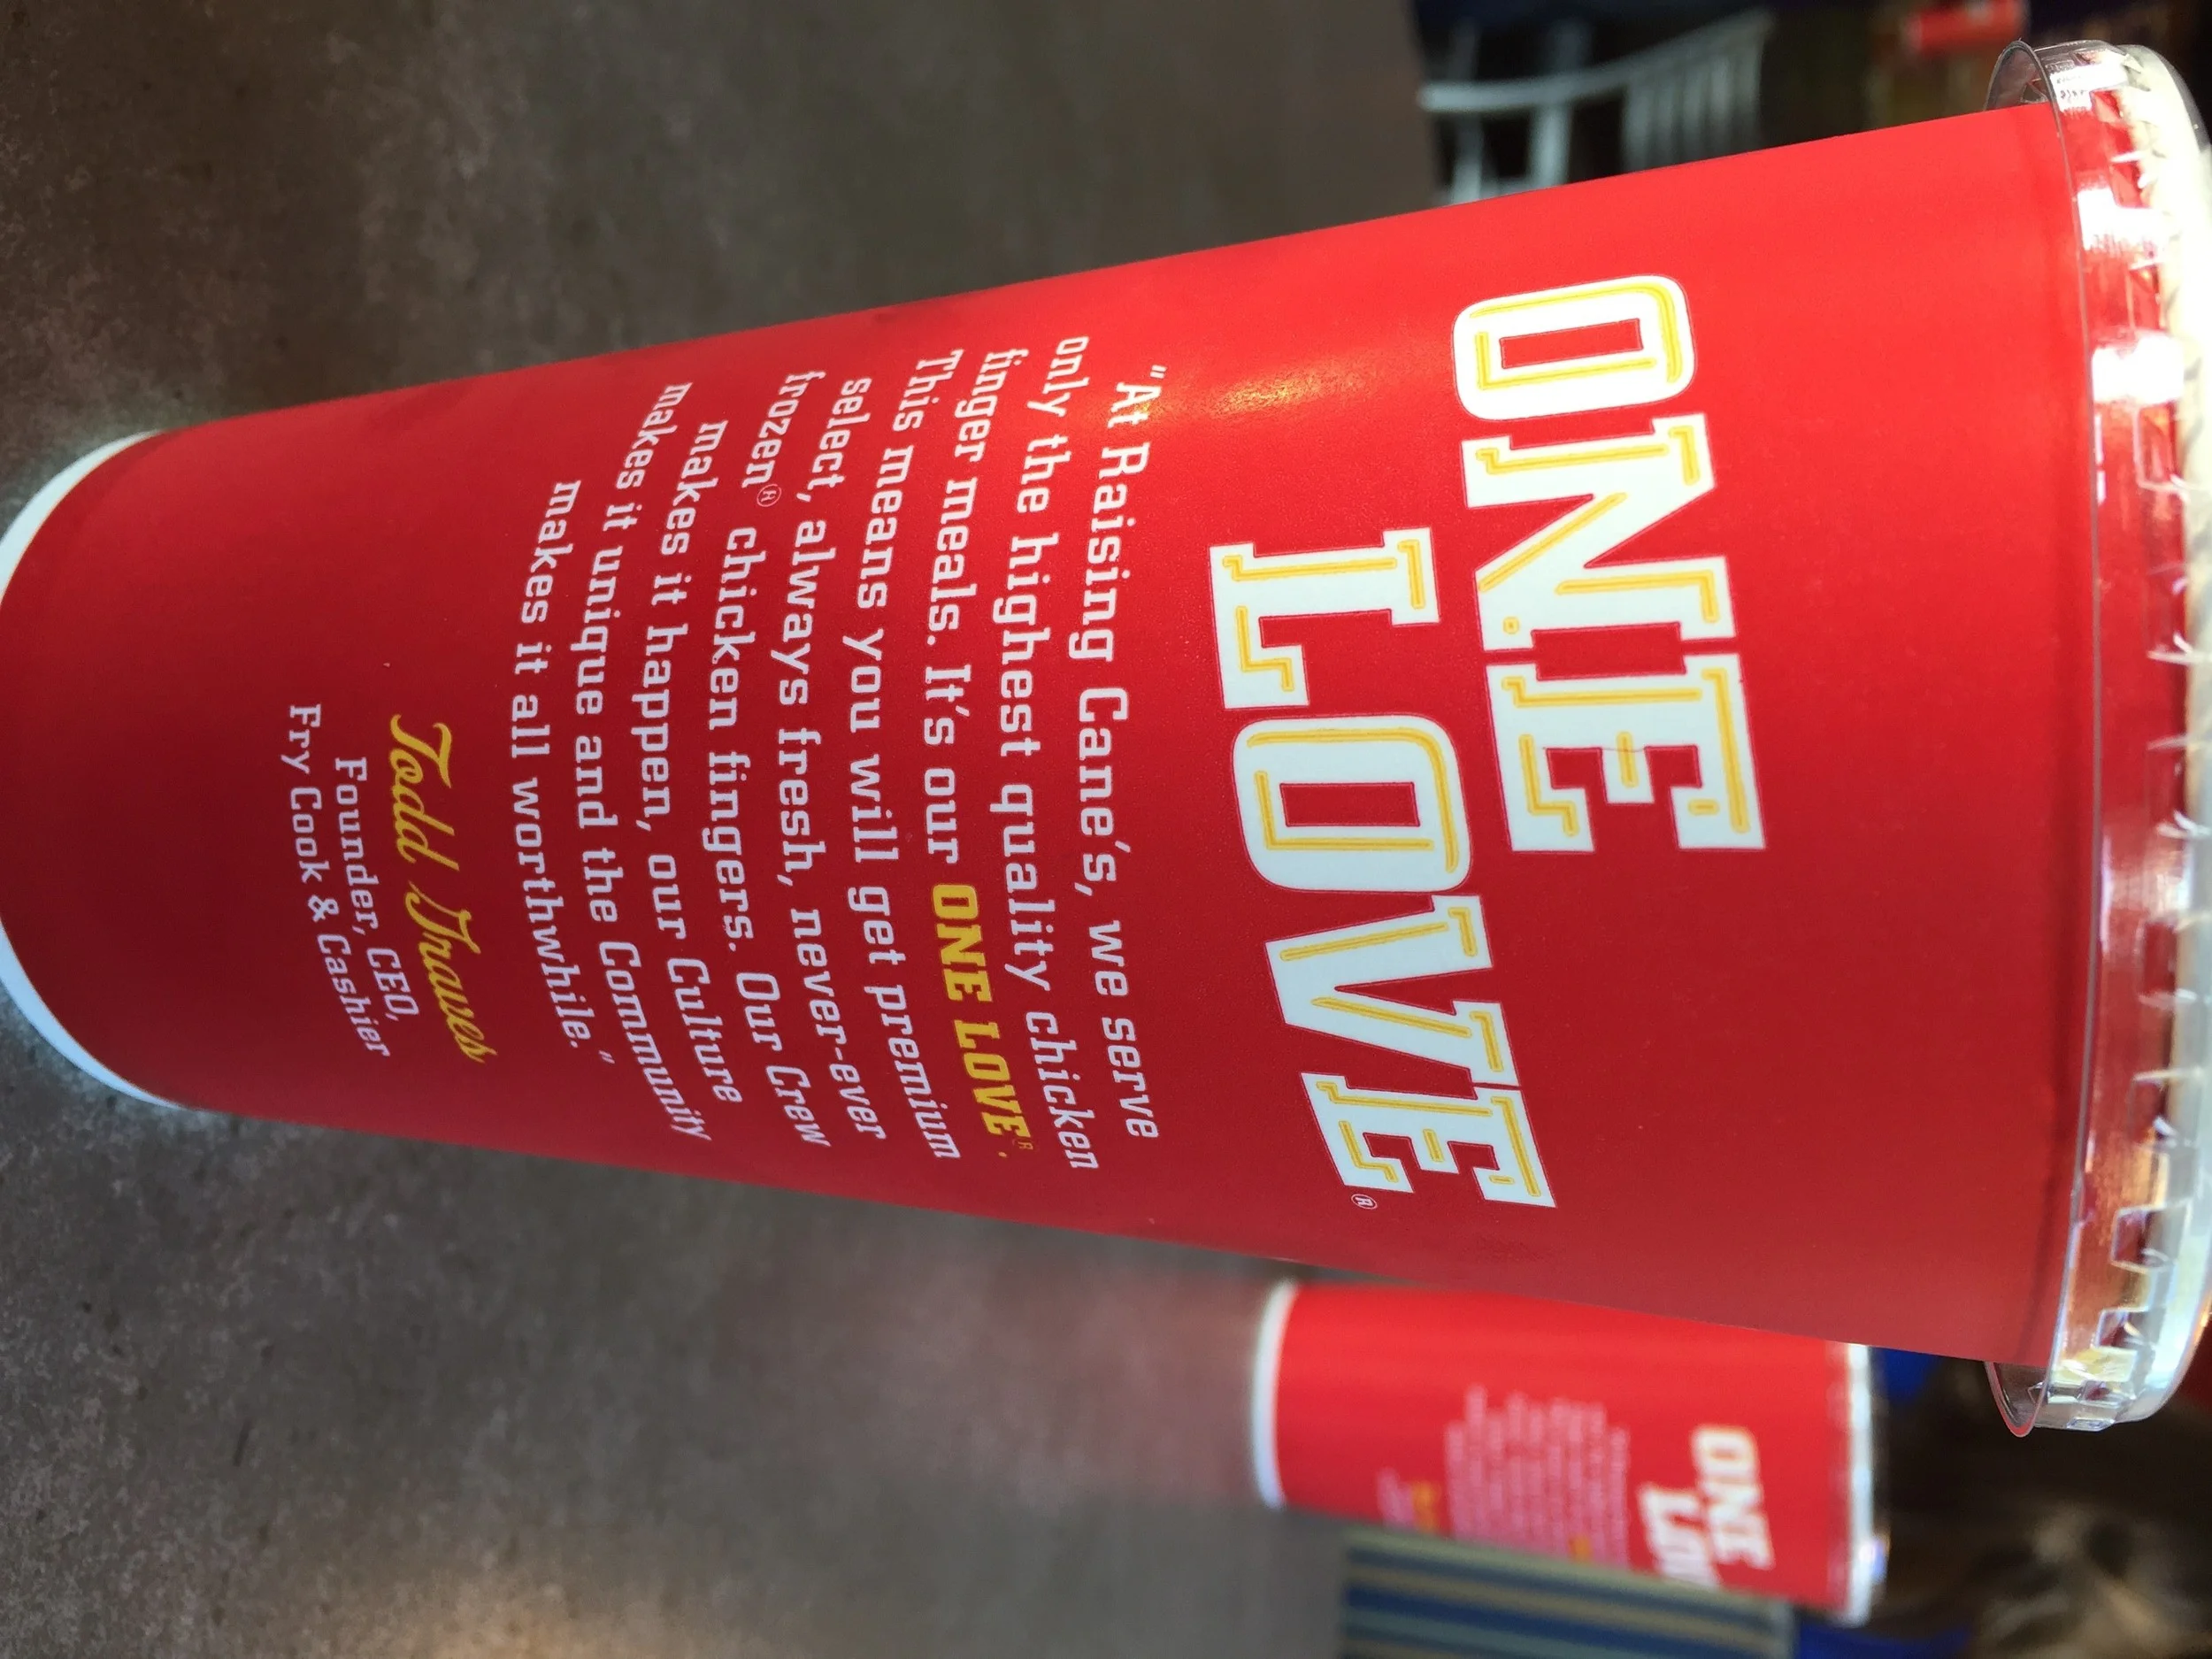 ONE
LOVE®
"At Raising Cane's, we serve
only the highest quality chicken
finger meals. It's our ONE LOVE®.
This means you will get premium
select, always fresh, never-ever
frozen® chicken fingers. Our Crew
makes it happen, our Culture
makes it unique and the Community
makes it all worthwhile."
Todd Graves
Founder, CEO,
Fry Cook & Cashier
ONE